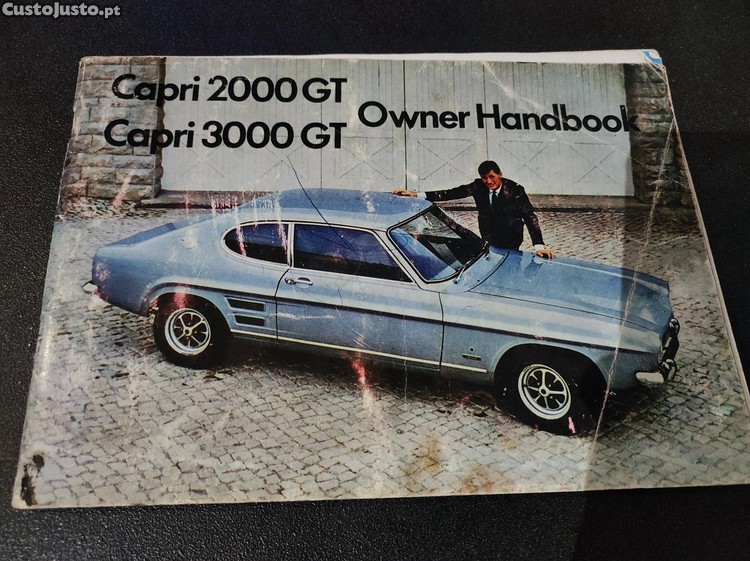 CustoJusto.pt
Capri 2000 GT
Capri 3000 GT
Owner Handbook